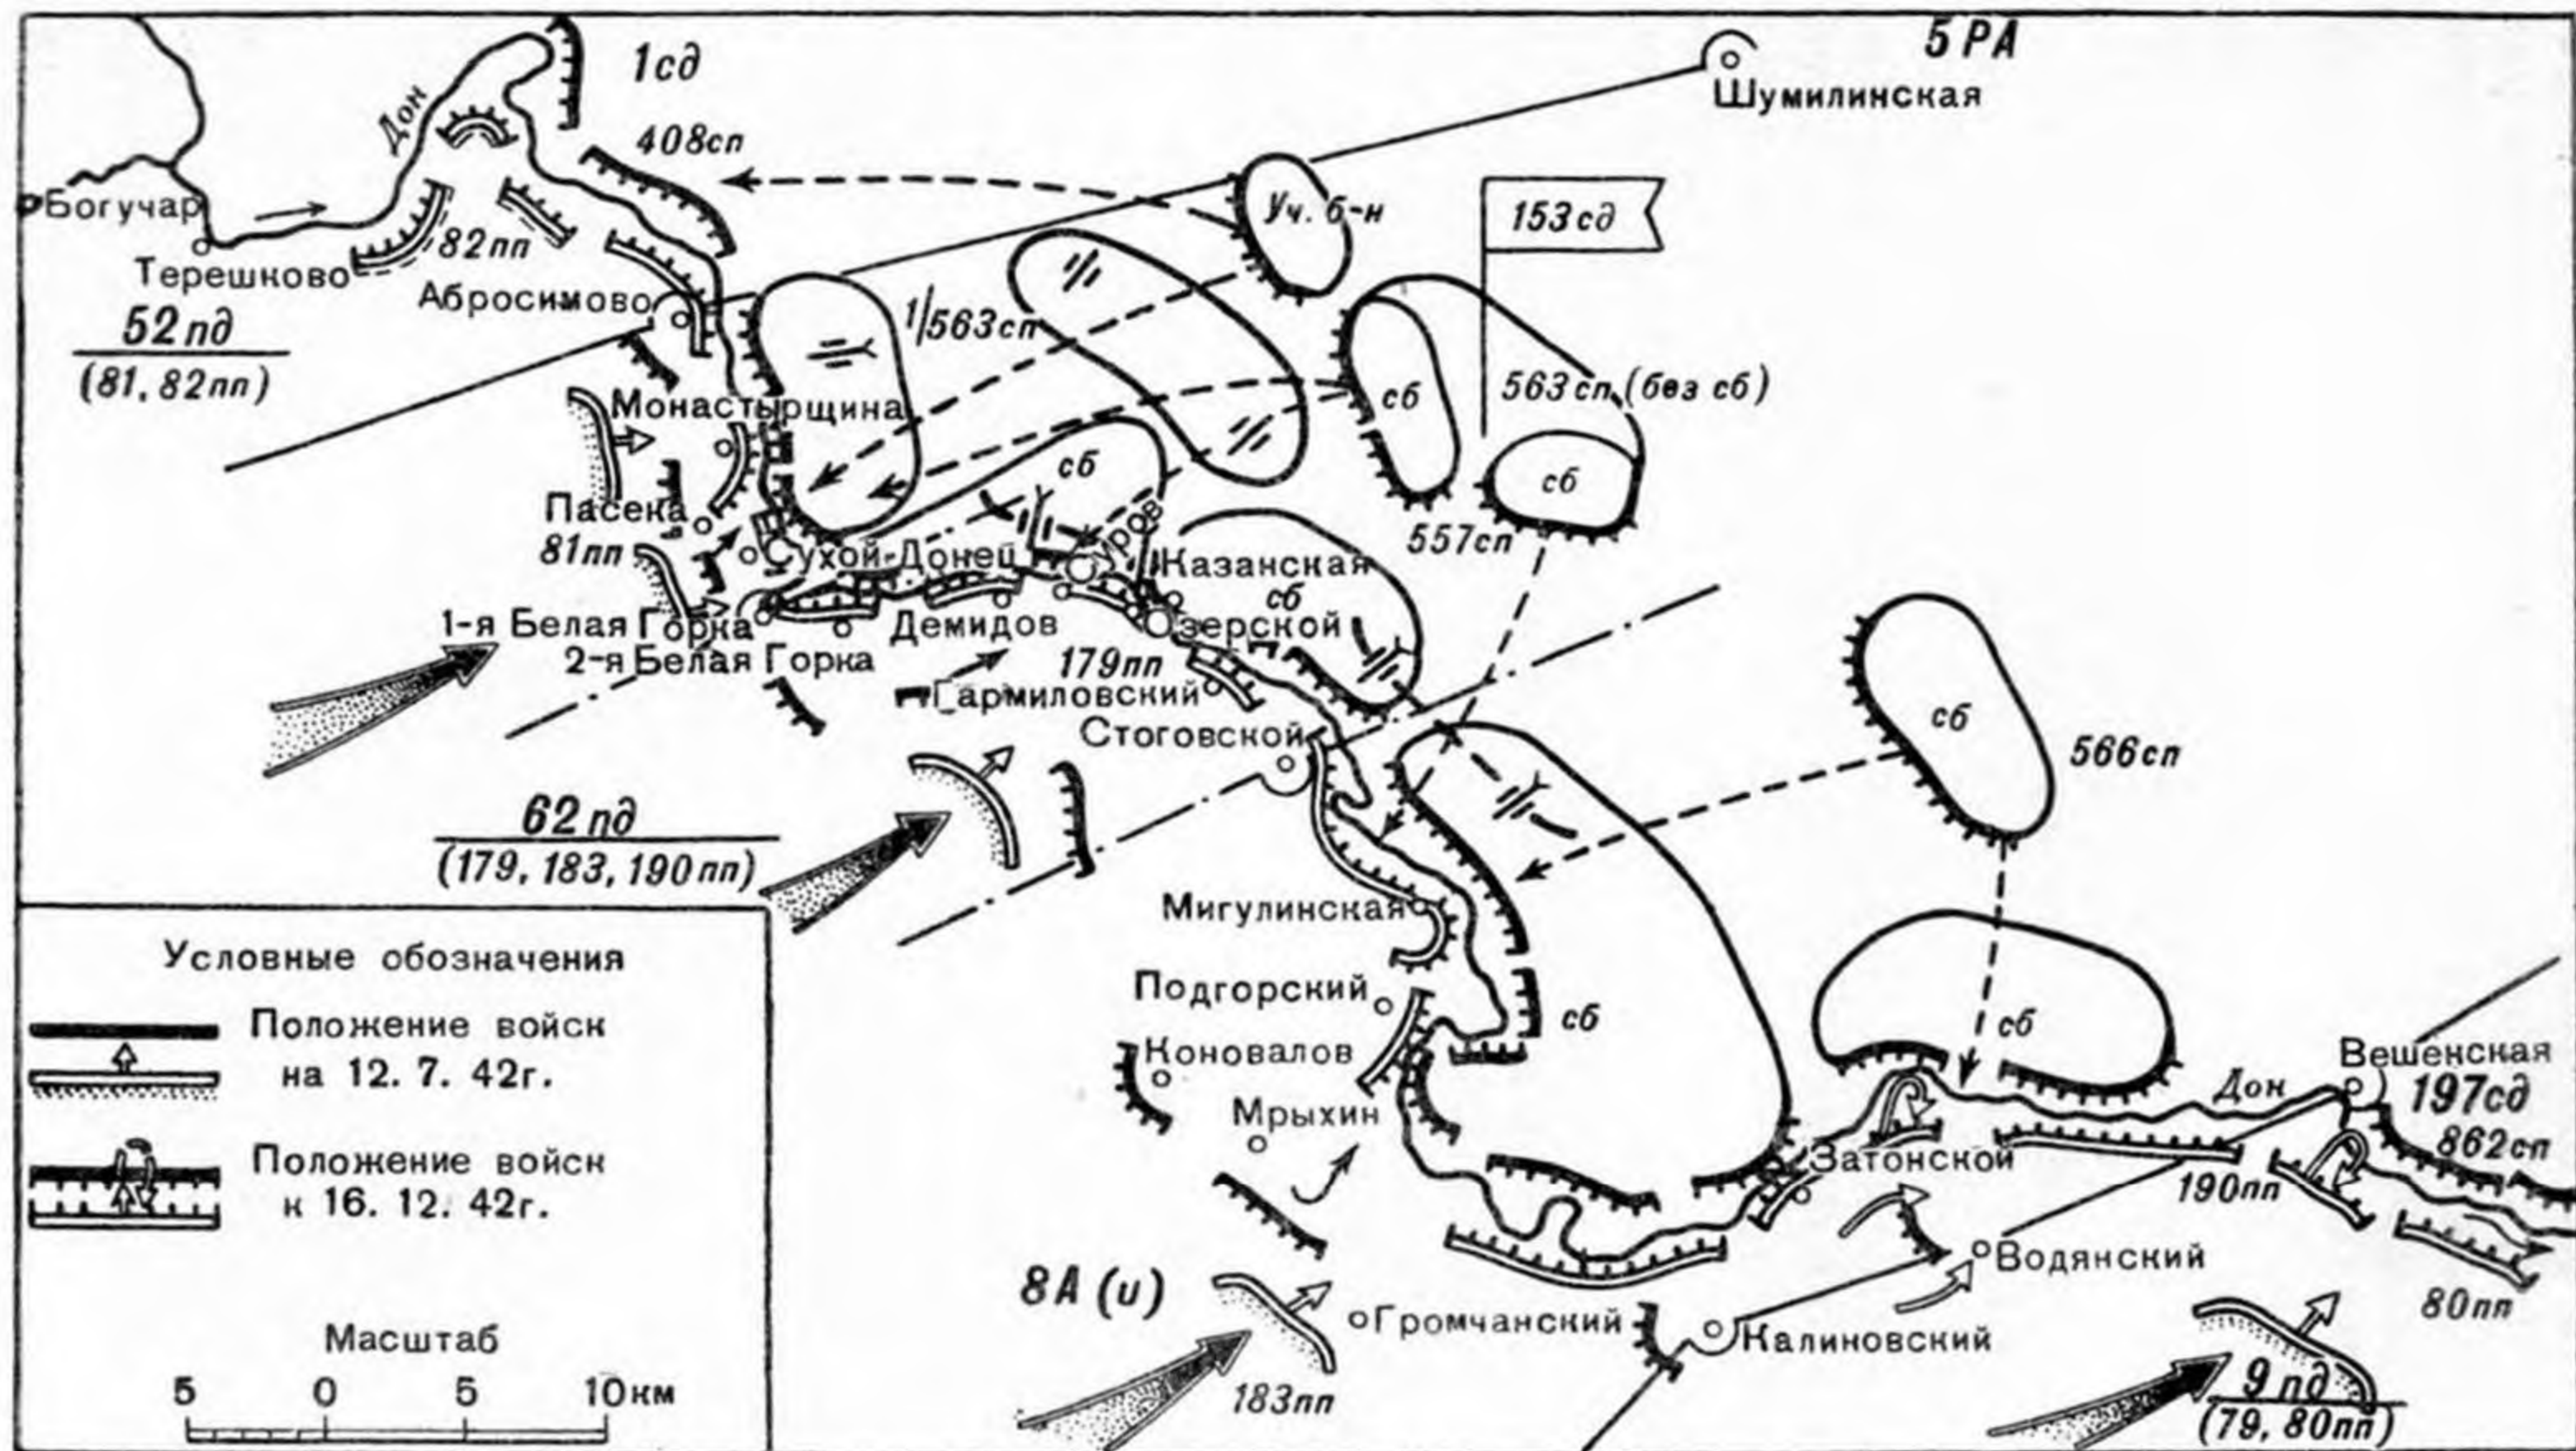 5 РА
1сд
Шумилинская
Дон
408сп
Богучар
Уч. б-н
153сд
82пп
Терешково
Абросимово
52пд
(81, 82пп)
1/563сп
563сп (без сб)
сб
Монастырщина
сб
сб
Пасека
81пп
557сп
Сухой-Донец
Казанская
сб
1-я Белая Горка
Демидов
Озерской
2-я Белая Горка
179пп
Гармиловский
Стоговской
сб
566сп
62пд
(179, 183, 190пп)
Мигулинская
Подгорский
сб
сб
Коновалов
Вешенская
Дон
197сд
Мрыхин
862сп
Затонской
190пп
Водянский
8А (и)
Громчанский
Калиновский
80пп
183пп
9 пд
(79, 80пп)
Условные обозначения
Положение войск
на 12. 7. 42г.
Положение войск
к 16. 12. 42г.
Масштаб
5 0 5 10км